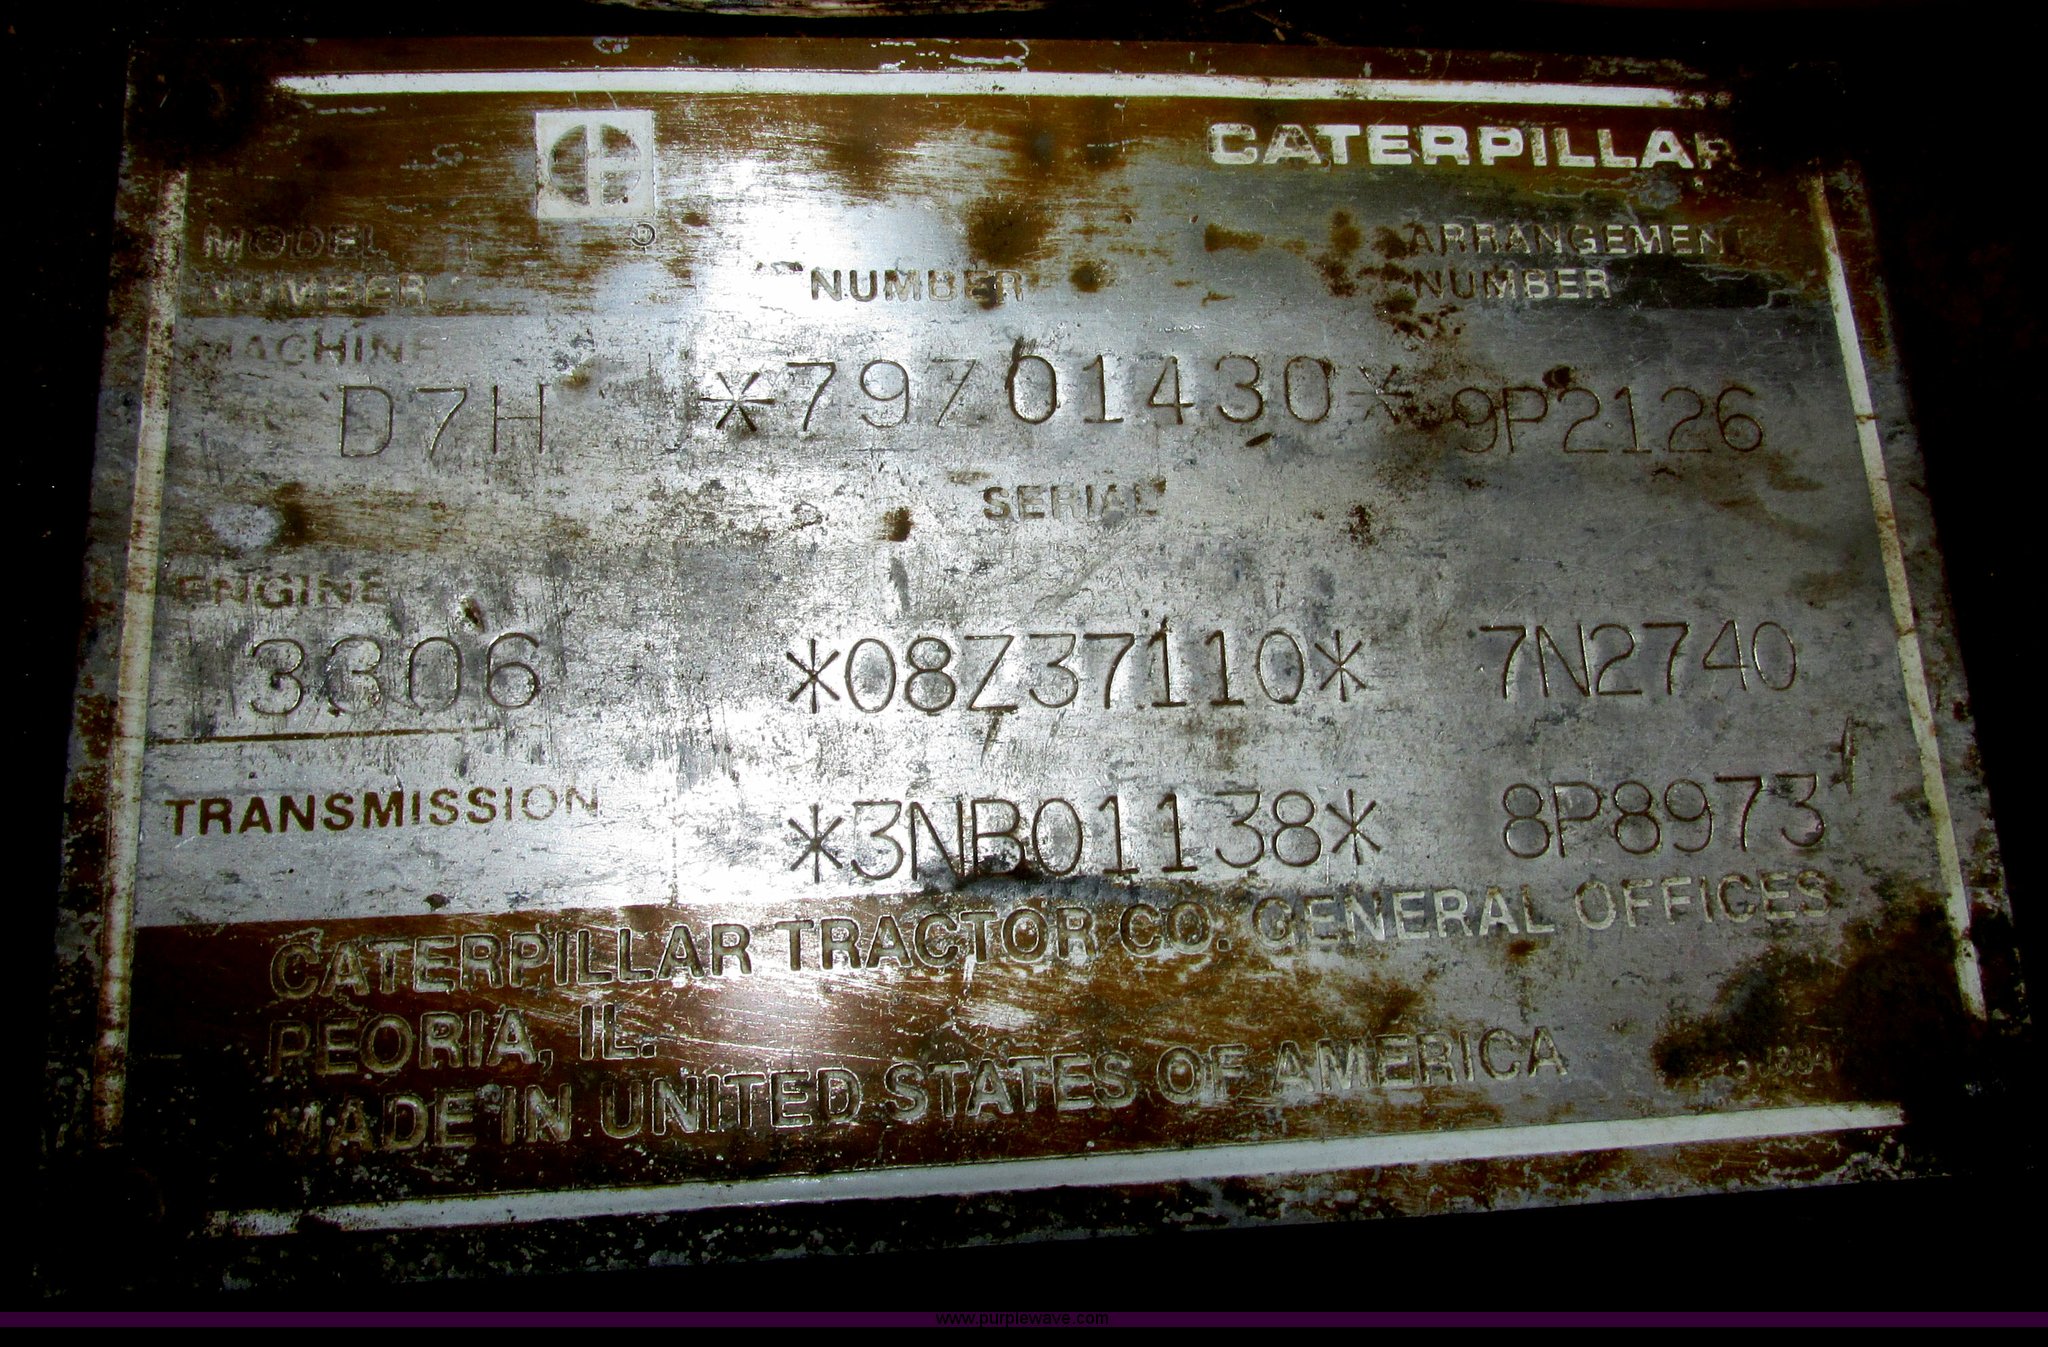 CATERPILLAR
MODEL
NUMBER
NUMBER
ARRANGEMENT
NUMBER
MACHINE
D7H
*79Z01430*
9P2126
SERIAL
ENGINE
3306
*08Z37110*
7N2740
TRANSMISSION
*3NB01138*
8P8973
CATERPILLAR TRACTOR CO. GENERAL OFFICES
PEORIA, IL.
MADE IN UNITED STATES OF AMERICA
www.purplewave.com